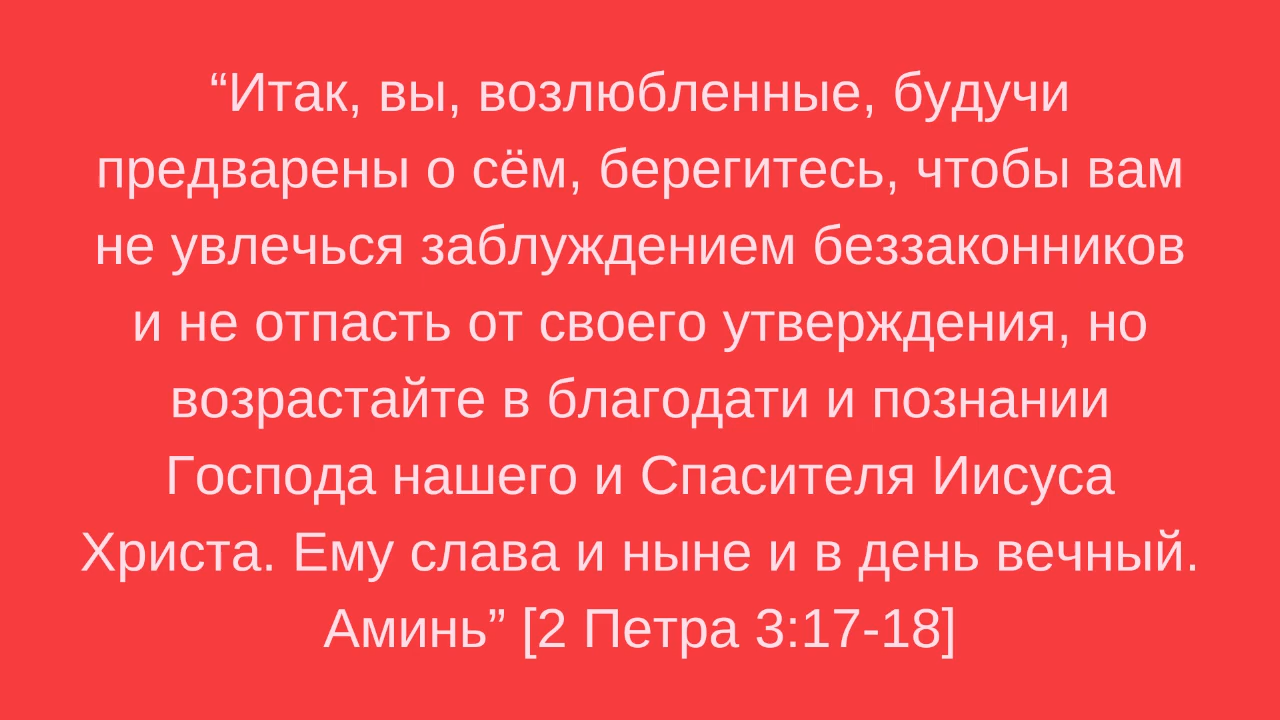 “Итак, вы, возлюбленные, будучи
предварены о сём, берегитесь, чтобы вам
не увлечься заблуждением беззаконников
и не отпасть от своего утверждения, но
возрастайте в благодати и познании
Господа нашего и Спасителя Иисуса
Христа. Ему слава и ныне и в день вечный.
Аминь” [2 Петра 3:17-18]